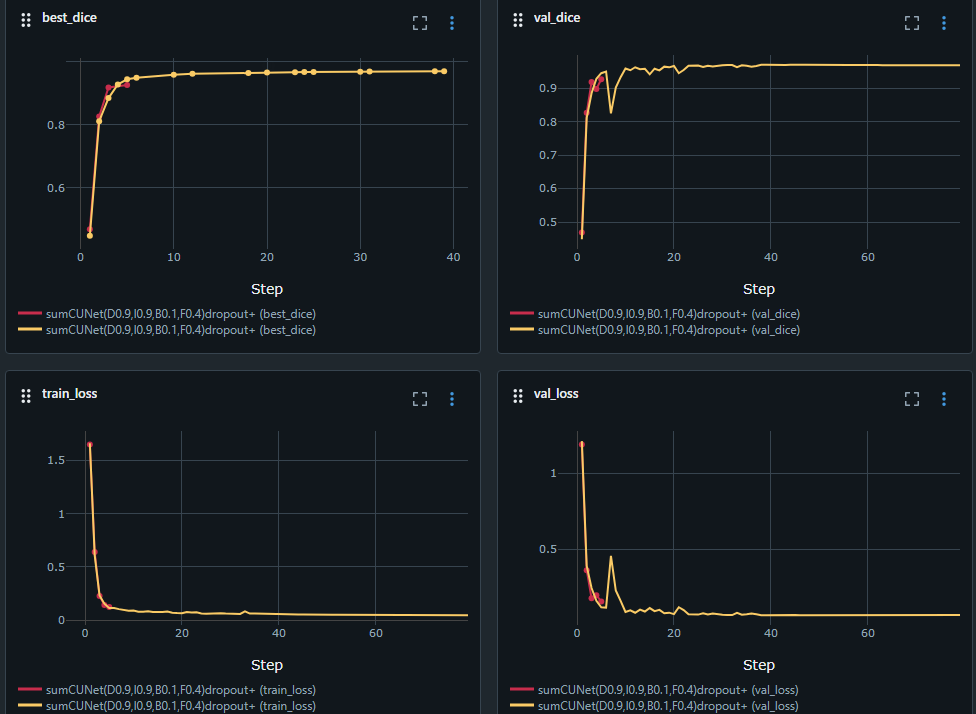 best_dice
0.8
0.6
0 10 20 30 40
Step
sumCUNet(D0.9,I0.9,B0.1,F0.4)dropout+ (best_dice)
sumCUNet(D0.9,I0.9,B0.1,F0.4)dropout+ (best_dice)
val_dice
0.9
0.8
0.7
0.6
0.5
0 20 40 60
Step
sumCUNet(D0.9,I0.9,B0.1,F0.4)dropout+ (val_dice)
sumCUNet(D0.9,I0.9,B0.1,F0.4)dropout+ (val_dice)
train_loss
1.5
1
0.5
0
0 20 40 60
Step
sumCUNet(D0.9,I0.9,B0.1,F0.4)dropout+ (train_loss)
sumCUNet(D0.9,I0.9,B0.1,F0.4)dropout+ (train_loss)
val_loss
1
0.5
0 20 40 60
Step
sumCUNet(D0.9,I0.9,B0.1,F0.4)dropout+ (val_loss)
sumCUNet(D0.9,I0.9,B0.1,F0.4)dropout+ (val_loss)